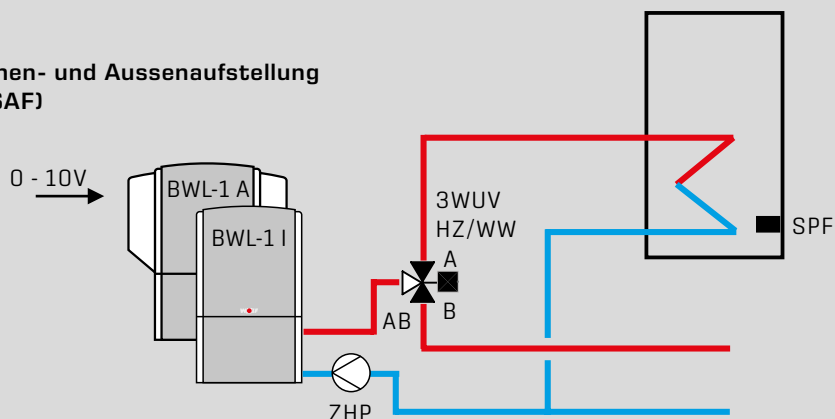 nen- und Aussenaufstellung
SAF)
0 - 10V
BWL-1 A
BWL-1 I
3WUV
HZ/WW
A
SPF
AB
B
ZHP